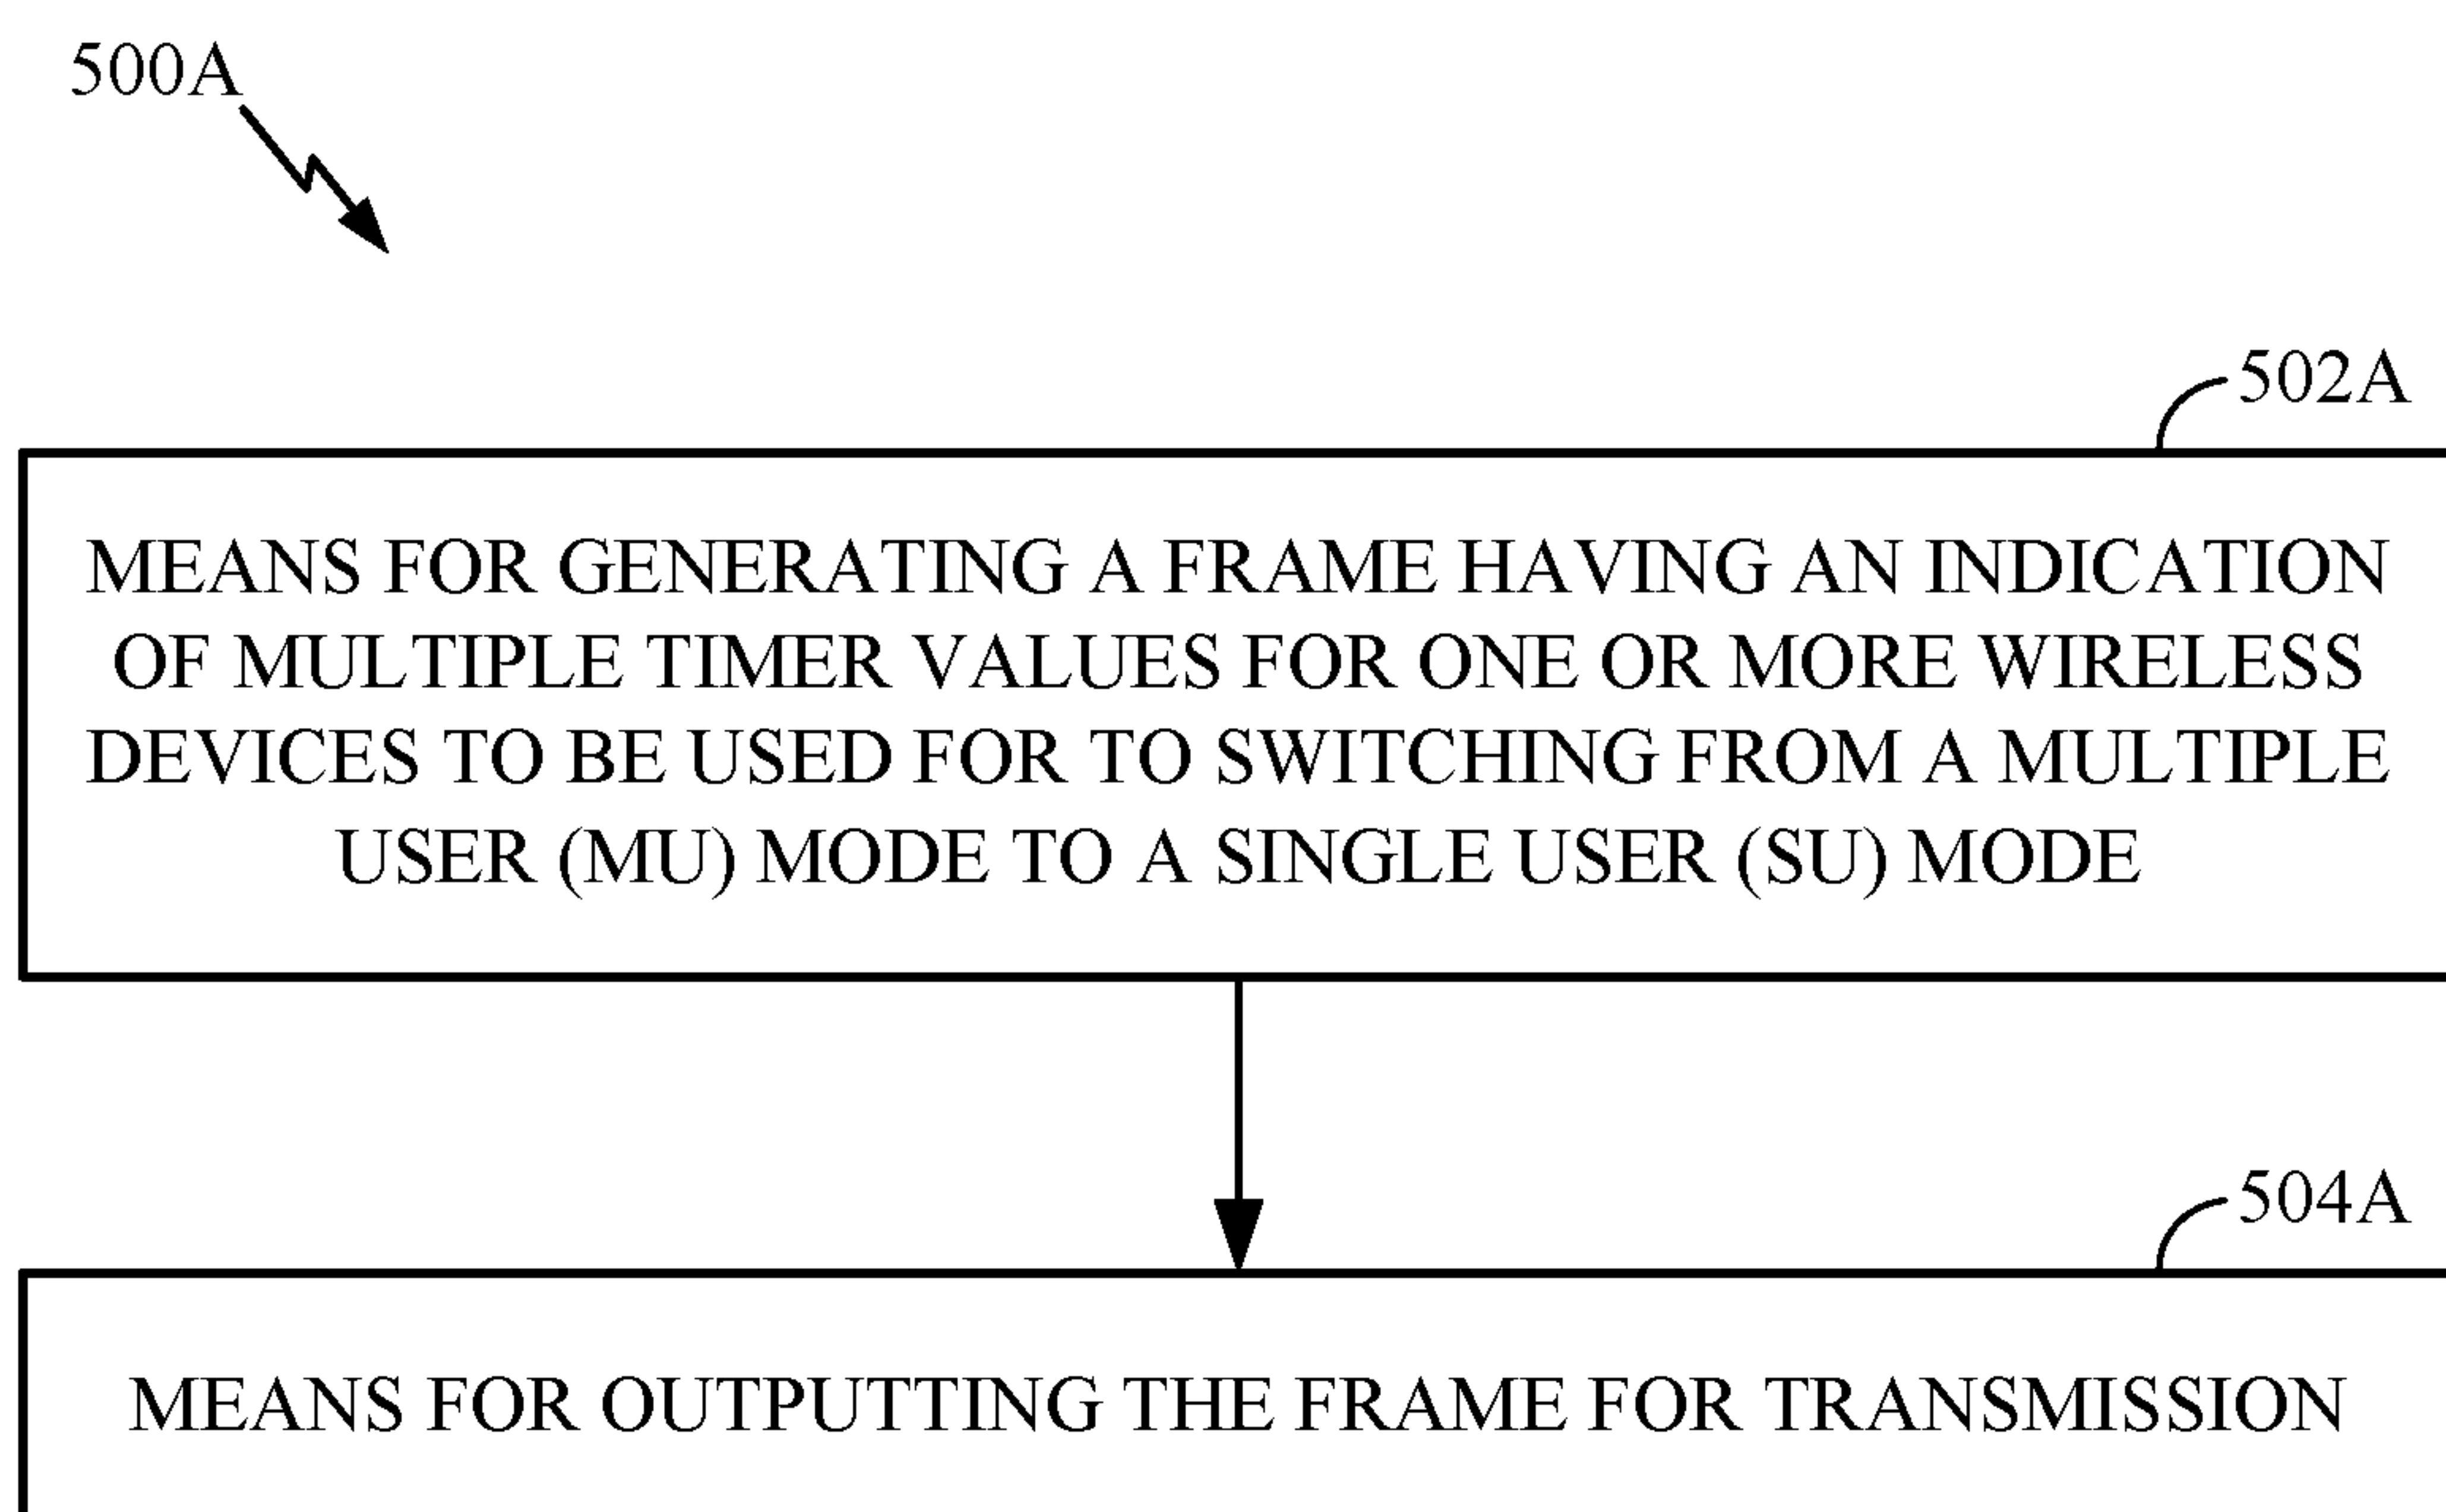 500A
502A
MEANS FOR GENERATING A FRAME HAVING AN INDICATION
OF MULTIPLE TIMER VALUES FOR ONE OR MORE WIRELESS
DEVICES TO BE USED FOR TO SWITCHING FROM A MULTIPLE
USER (MU) MODE TO A SINGLE USER (SU) MODE
504A
MEANS FOR OUTPUTTING THE FRAME FOR TRANSMISSION